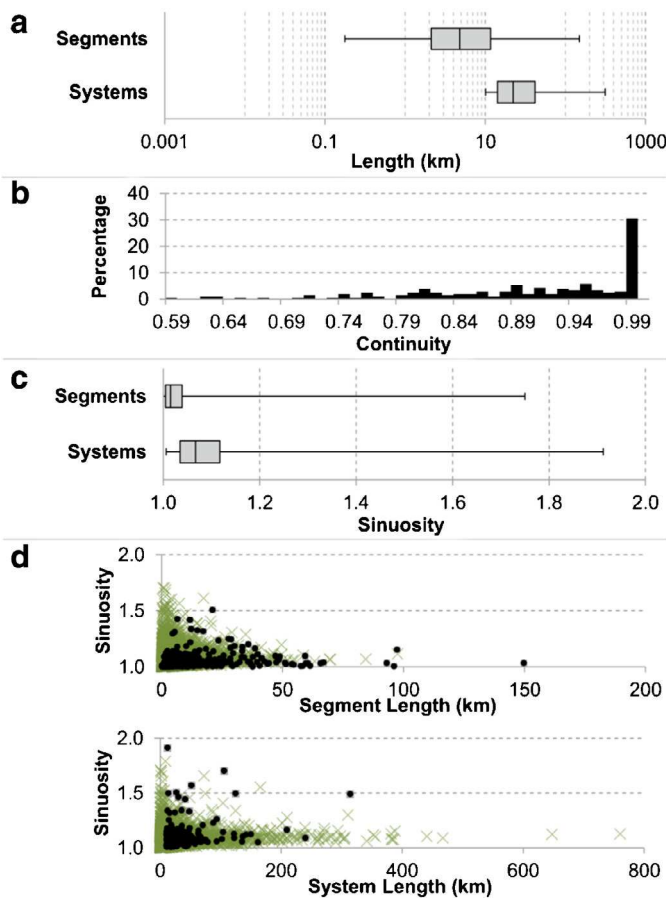 a
Segments
Systems
0.001 0.1 10 1000
Length (km)
b
Percentage
40
30
20
10
0
0.59 0.64 0.69 0.74 0.79 0.84 0.89 0.94 0.99
Continuity
c
Segments
Systems
1.0 1.2 1.4 1.6 1.8 2.0
Sinuosity
d
Sinuosity
2.0
1.5
1.0
0 50 100 150 200
Segment Length (km)
Sinuosity
2.0
1.5
1.0
0 200 400 600 800
System Length (km)